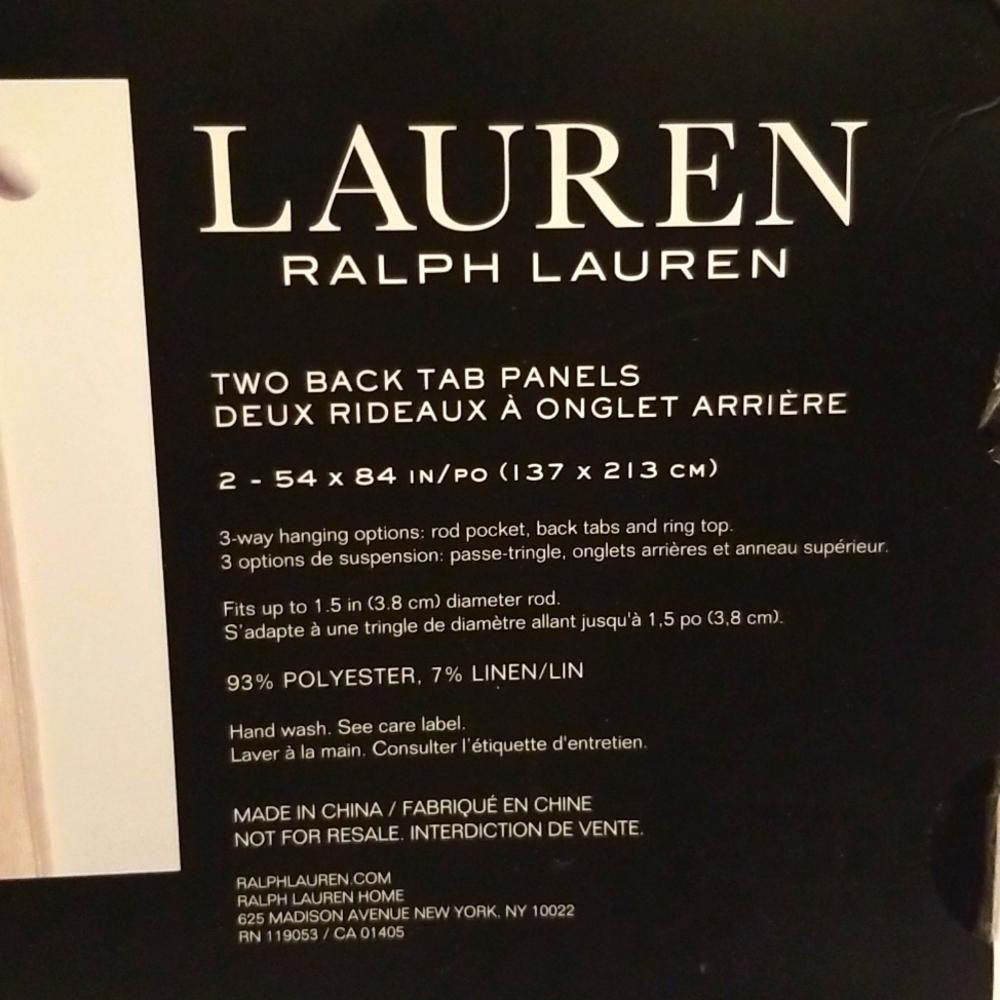 LAUREN
RALPH LAUREN
TWO BACK TAB PANELS
DEUX RIDEAUX À ONGLET ARRIÈRE
2 - 54 x 84 IN/PO (137 x 213 CM)
3-way hanging options: rod pocket, back tabs and ring top.
3 options de suspension: passe-tringle, onglets arrières et anneau supérieur.
Fits up to 1.5 in (3.8 cm) diameter rod.
S'adapte à une tringle de diamètre allant jusqu'à 1,5 po (3,8 cm).
93% POLYESTER, 7% LINEN/LIN
Hand wash. See care label.
Laver à la main. Consulter l'étiquette d'entretien.
MADE IN CHINA / FABRIQUÉ EN CHINE
NOT FOR RESALE. INTERDICTION DE VENTE.
RALPHLAUREN.COM
RALPH LAUREN HOME
625 MADISON AVENUE NEW YORK, NY 10022
RN 119053 / CA 01405